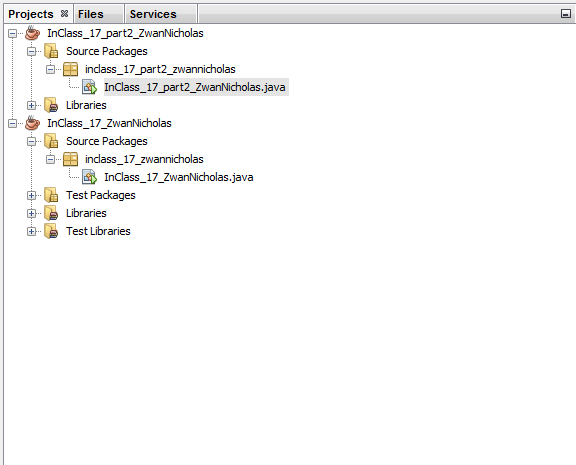 Projects Files Services
InClass_17_part2_ZwanNicholas
Source Packages
inclass_17_part2_zwannicholas
InClass_17_part2_ZwanNicholas.java
Libraries
InClass_17_ZwanNicholas
Source Packages
inclass_17_zwannicholas
InClass_17_ZwanNicholas.java
Test Packages
Libraries
Test Libraries